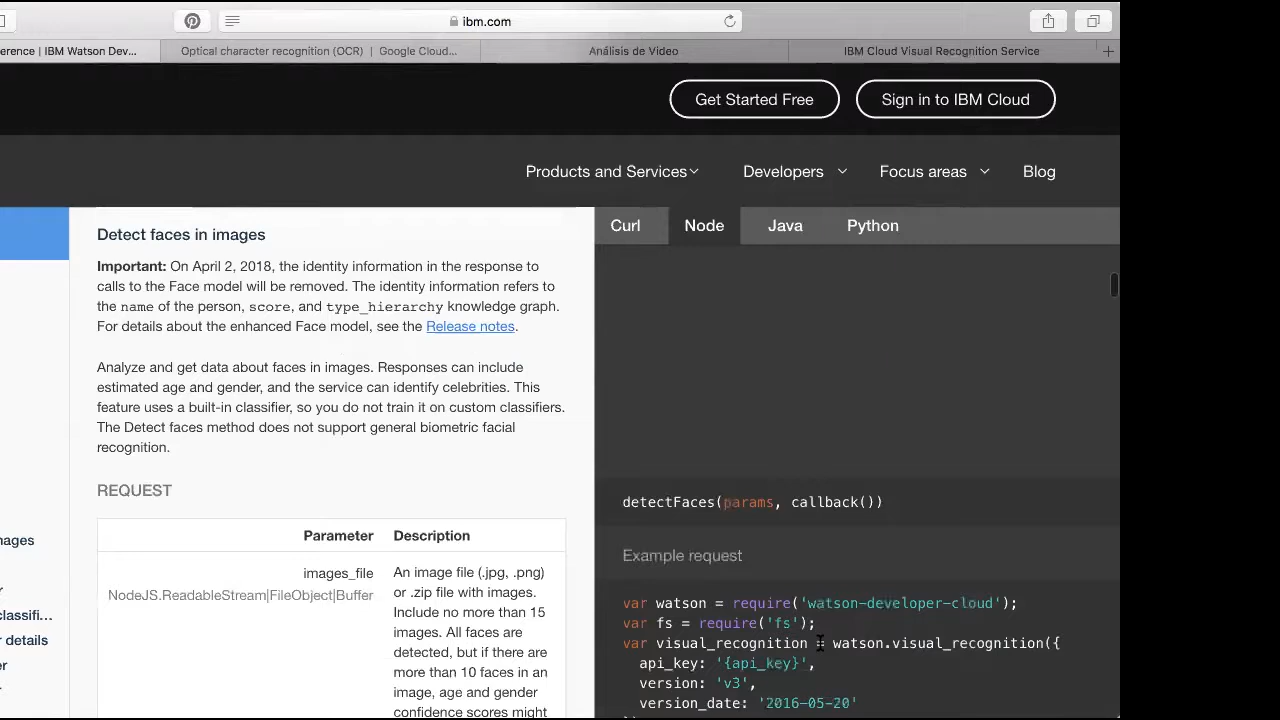 ibm.com
erence | IBM Watson Dev...
Optical character recognition (OCR) | Google Cloud...
Análisis de Video
IBM Cloud Visual Recognition Service
Get Started Free
Sign in to IBM Cloud
Products and Services
Developers
Focus areas
Blog
Curl
Node
Java
Python
Detect faces in images
Important: On April 2, 2018, the identity information in the response to
calls to the Face model will be removed. The identity information refers to
the name of the person, score, and type_hierarchy knowledge graph.
For details about the enhanced Face model, see the Release notes.
Analyze and get data about faces in images. Responses can include
estimated age and gender, and the service can identify celebrities. This
feature uses a built-in classifier, so you do not train it on custom classifiers.
The Detect faces method does not support general biometric facial
recognition.
REQUEST
Parameter
Description
images_file
NodeJS.ReadableStream|FileObject|Buffer
An image file (.jpg, .png)
or .zip file with images.
Include no more than 15
images. All faces are
detected, but if there are
more than 10 faces in an
image, age and gender
confidence scores might
mages
r
classifi...
r details
er
detectFaces(params, callback())
Example request
var watson = require('watson-developer-cloud');
var fs = require('fs');
var visual_recognition = watson.visual_recognition({
api_key: '{api_key}',
version: 'v3',
version_date: '2016-05-20'